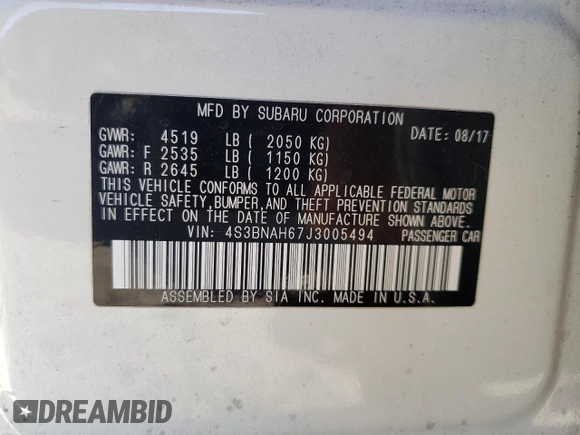 MFD BY SUBARU CORPORATION
GVWR: 4519 LB ( 2050 KG) DATE: 08/17
GAWR: F 2535 LB ( 1150 KG)
GAWR: R 2645 LB ( 1200 KG)
THIS VEHICLE CONFORMS TO ALL APPLICABLE FEDERAL MOTOR
VEHICLE SAFETY,BUMPER,AND THEFT PREVENTION STANDARDS
IN EFFECT ON THE DATE OF MANUFACTURE SHOWN ABOVE.
VIN: 4S3BNAH67J3005494 PASSENGER CAR
ASSEMBLED BY SIA INC. MADE IN U.S.A.
DREAMBID